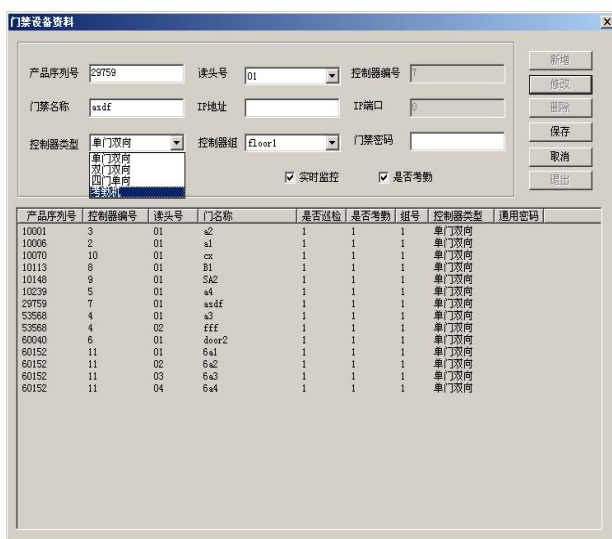 门禁设备资料
产品序列号 29759 读头号 01 控制器编号 7 新增
修改
门禁名称 asdf IP地址 IP端口 0 删除
控制器类型 单门双向 控制器组 floor1 门禁密码 保存
单门双向
双门双向 取消
四门单向
考勤机 实时监控 是否考勤 退出
产品序列号 控制器编号 读头号 门名称 是否巡检 是否考勤 组号 控制器类型 通用密码
10001 3 01 a2 1 1 1 单门双向
10006 2 01 a1 1 1 1 单门双向
10070 10 01 cx 1 1 1 单门双向
10113 8 01 B1 1 1 1 单门双向
10148 9 01 SA2 1 1 1 单门双向
10239 5 01 a4 1 1 1 单门双向
29759 7 01 asdf 1 1 1 单门双向
53568 4 01 a3 1 1 1 单门双向
53568 4 02 fff 1 1 1 单门双向
60040 6 01 door2 1 1 1 单门双向
60152 11 01 6a1 1 1 1 单门双向
60152 11 02 6a2 1 1 1 单门双向
60152 11 03 6a3 1 1 1 单门双向
60152 11 04 6a4 1 1 1 单门双向